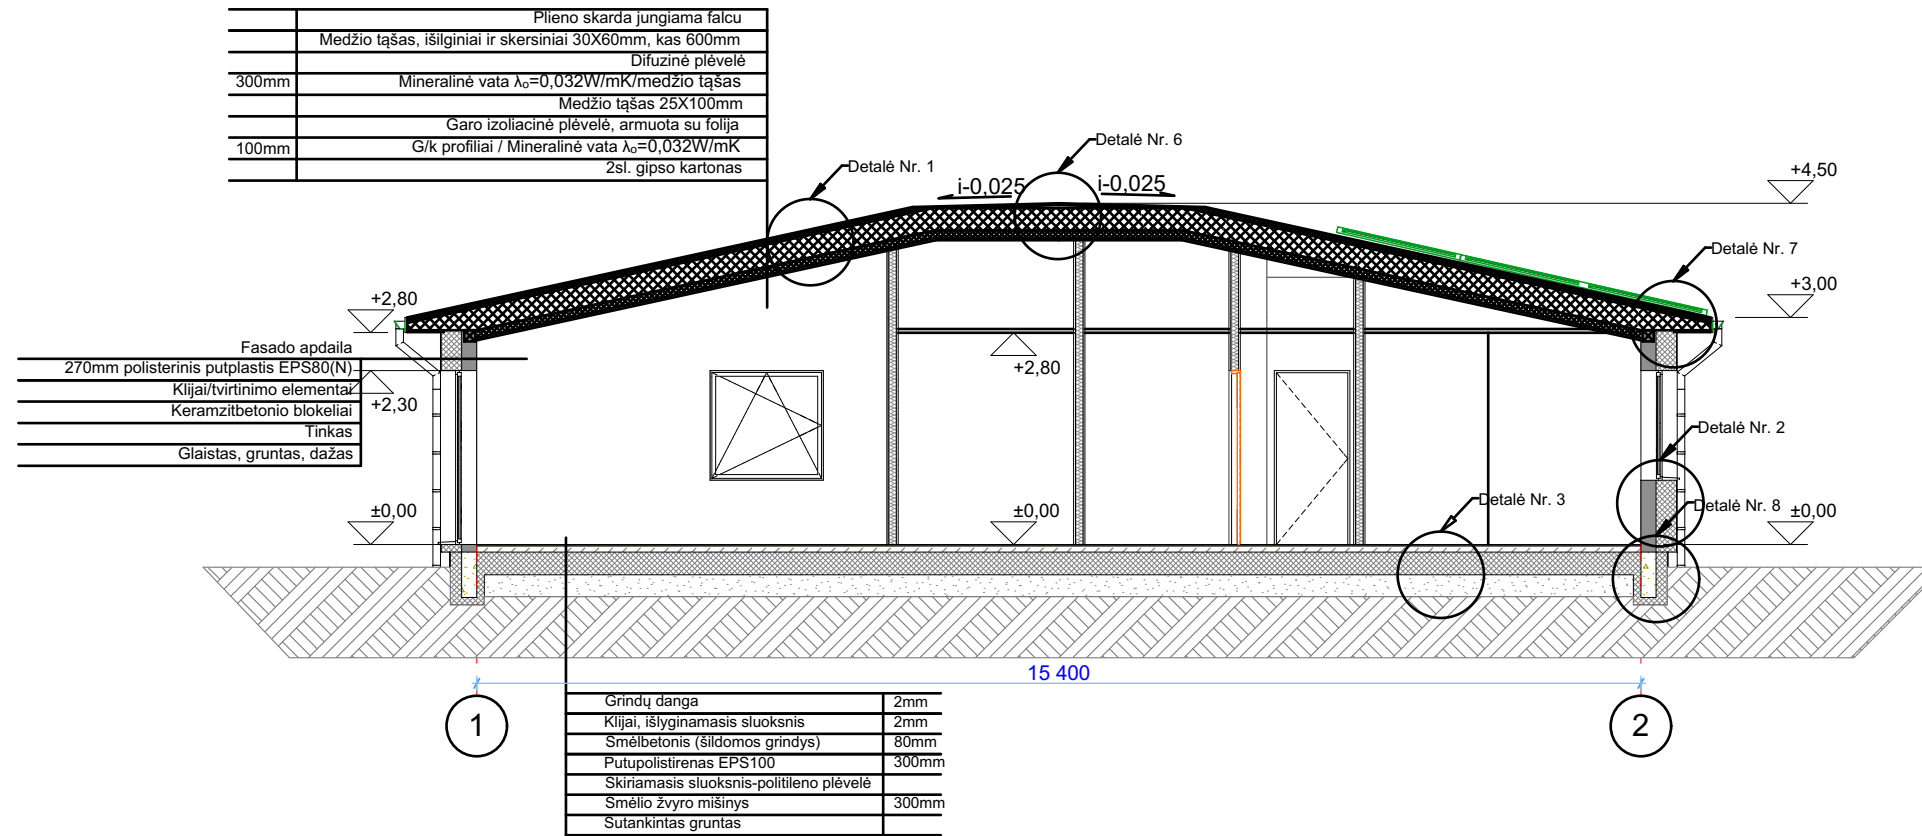 Plieno skarda jungiama falcu
Medžio tąšas, išilginiai ir skersiniai 30X60mm, kas 600mm
Difuzinė plėvelė
300mm Mineralinė vata λₒ=0,032W/mK/medžio tąšas
Medžio tąšas 25X100mm
Garo izoliacinė plėvelė, armuota su folija
100mm G/k profiliai / Mineralinė vata λₒ=0,032W/mK
2sl. gipso kartonas
Detalė Nr. 1
Detalė Nr. 6
i-0,025
i-0,025
+4,50
Detalė Nr. 7
+3,00
+2,80
Fasado apdaila
270mm polisterinis putplastis EPS80(N)
Klijai/tvirtinimo elementai
Keramzitbetonio blokeliai
Tinkas
Glaistas, gruntas, dažas
+2,30
+2,80
Detalė Nr. 2
Detalė Nr. 3
Detalė Nr. 8
±0,00
±0,00
±0,00
15 400
1
2
Grindų danga 2mm
Klijai, išlyginamasis sluoksnis 2mm
Smėlbetonis (šildomos grindys) 80mm
Putupolistirenas EPS100 300mm
Skiriamasis sluoksnis-politileno plėvelė
Smėlio žvyro mišinys 300mm
Sutankintas gruntas